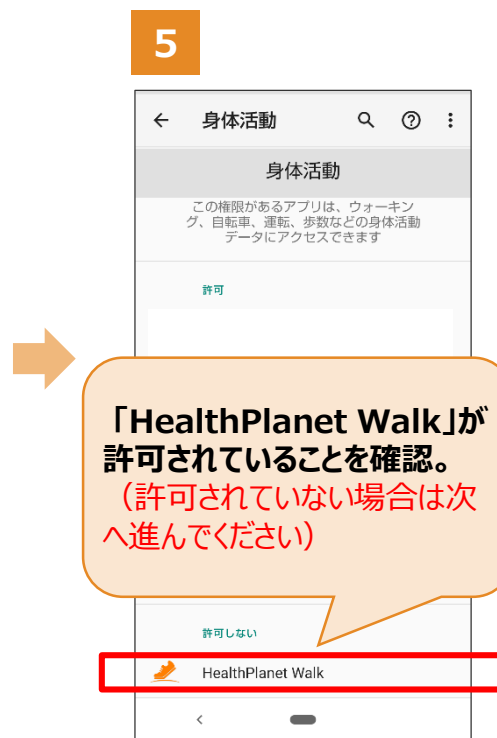 5
身体活動
身体活動
この権限があるアプリは、ウォーキン
グ、自転車、運転、歩数などの身体活動
データにアクセスできます
許可
「HealthPlanet Walk」が
許可されていることを確認。
（許可されていない場合は次
へ進んでください）
許可しない
HealthPlanet Walk